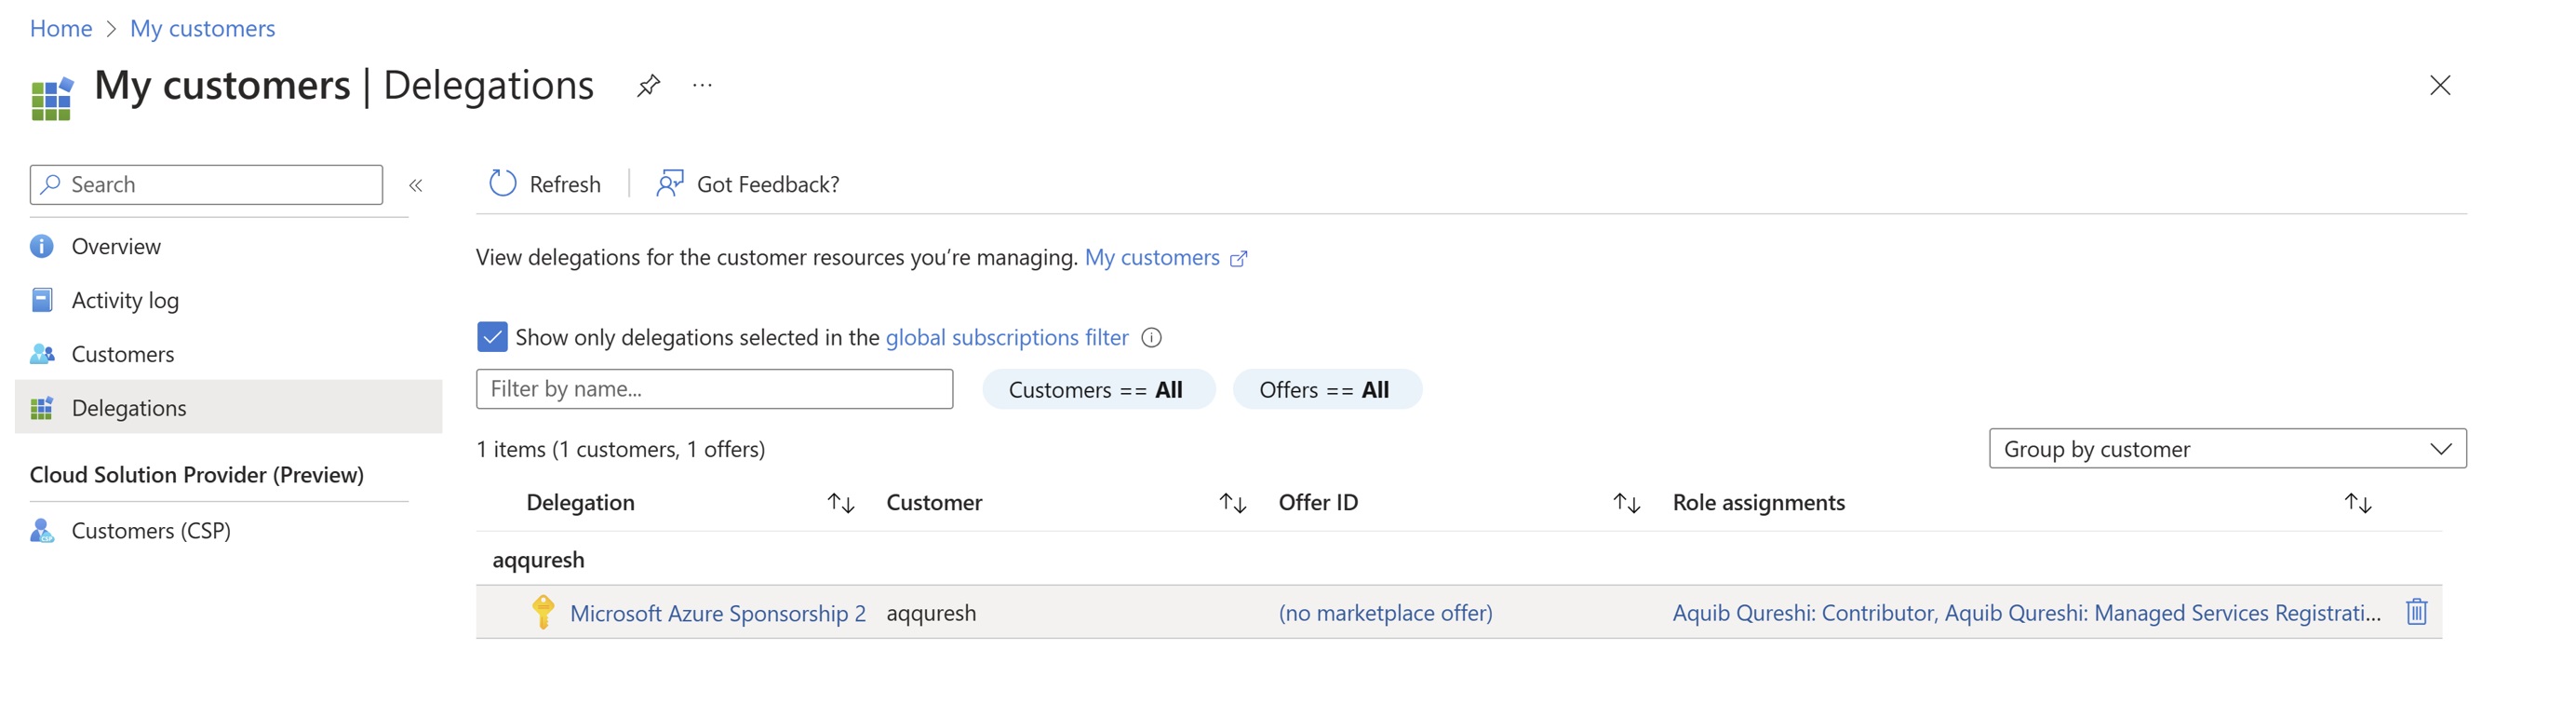 Home > My customers
My customers | Delegations ...
Search «
Refresh | Got Feedback?
Overview
Activity log
Customers
Delegations
Cloud Solution Provider (Preview)
Customers (CSP)
View delegations for the customer resources you’re managing. My customers
Show only delegations selected in the global subscriptions filter
Filter by name... Customers == All Offers == All
1 items (1 customers, 1 offers) Group by customer
Delegation ↑↓ Customer ↑↓ Offer ID ↑↓ Role assignments ↑↓
aqquresh
Microsoft Azure Sponsorship 2 aqquresh (no marketplace offer) Aquib Qureshi: Contributor, Aquib Qureshi: Managed Services Registrati...